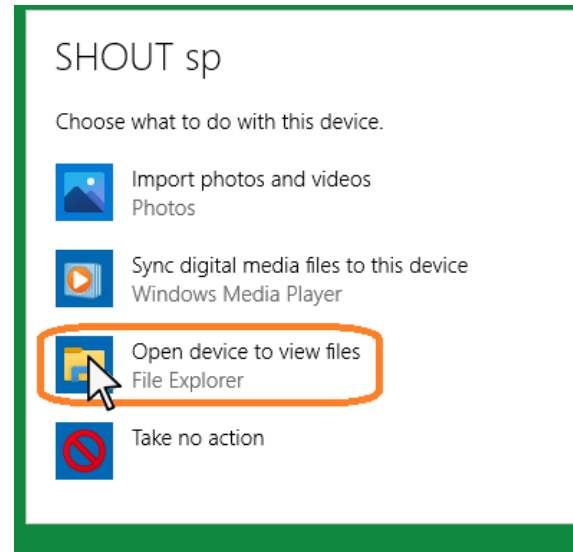 SHOUT sp
Choose what to do with this device.
Import photos and videos
Photos
Sync digital media files to this device
Windows Media Player
Open device to view files
File Explorer
Take no action